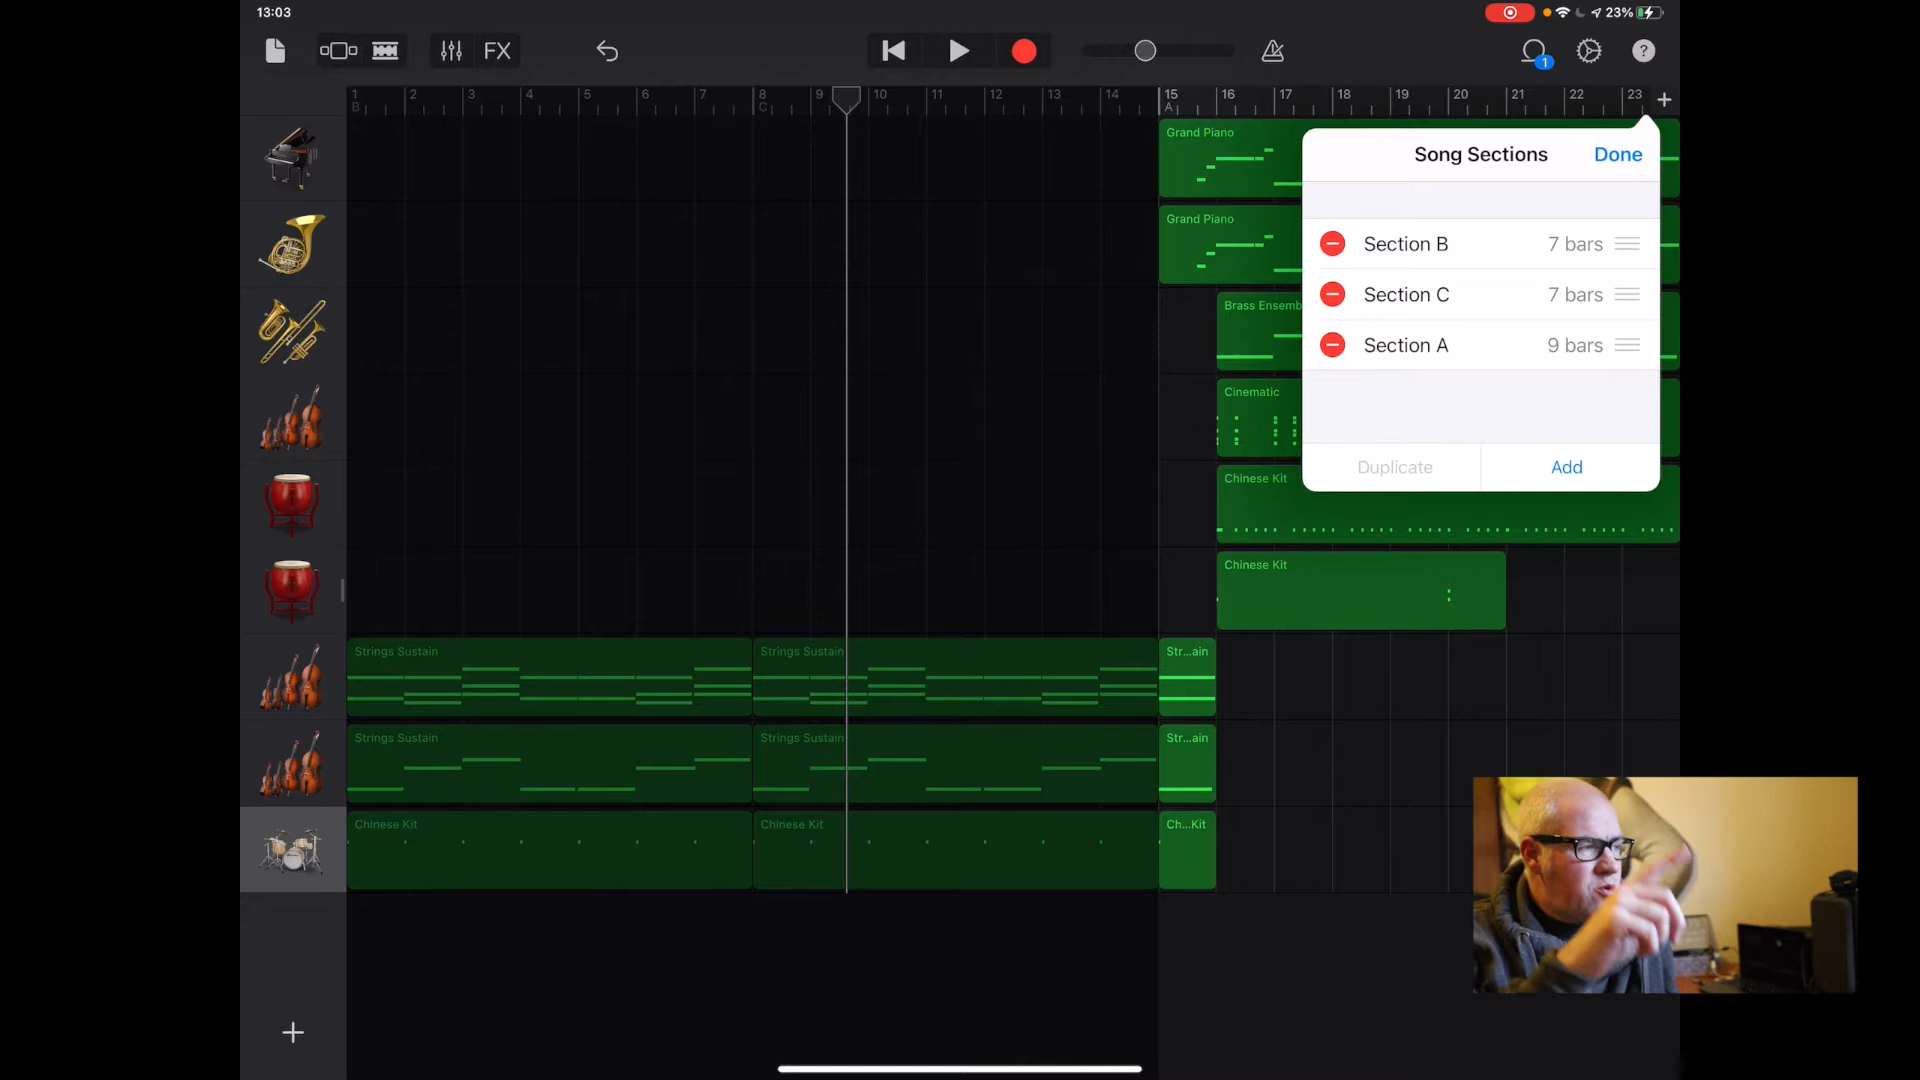 13:03
23%
FX
1
?
1 2 3 4 5 6 7 8 9 10 11 12 13 14 15 16 17 18 19 20 21 22 23
B C A
Grand Piano
Grand Piano
Brass Ensemb
Cinematic
Chinese Kit
Chinese Kit
Song Sections Done
Section B 7 bars
Section C 7 bars
Section A 9 bars
Duplicate Add
Strings Sustain Strings Sustain Str...ain
Strings Sustain Strings Sustain Str...ain
Chinese Kit Chinese Kit Ch...Kit